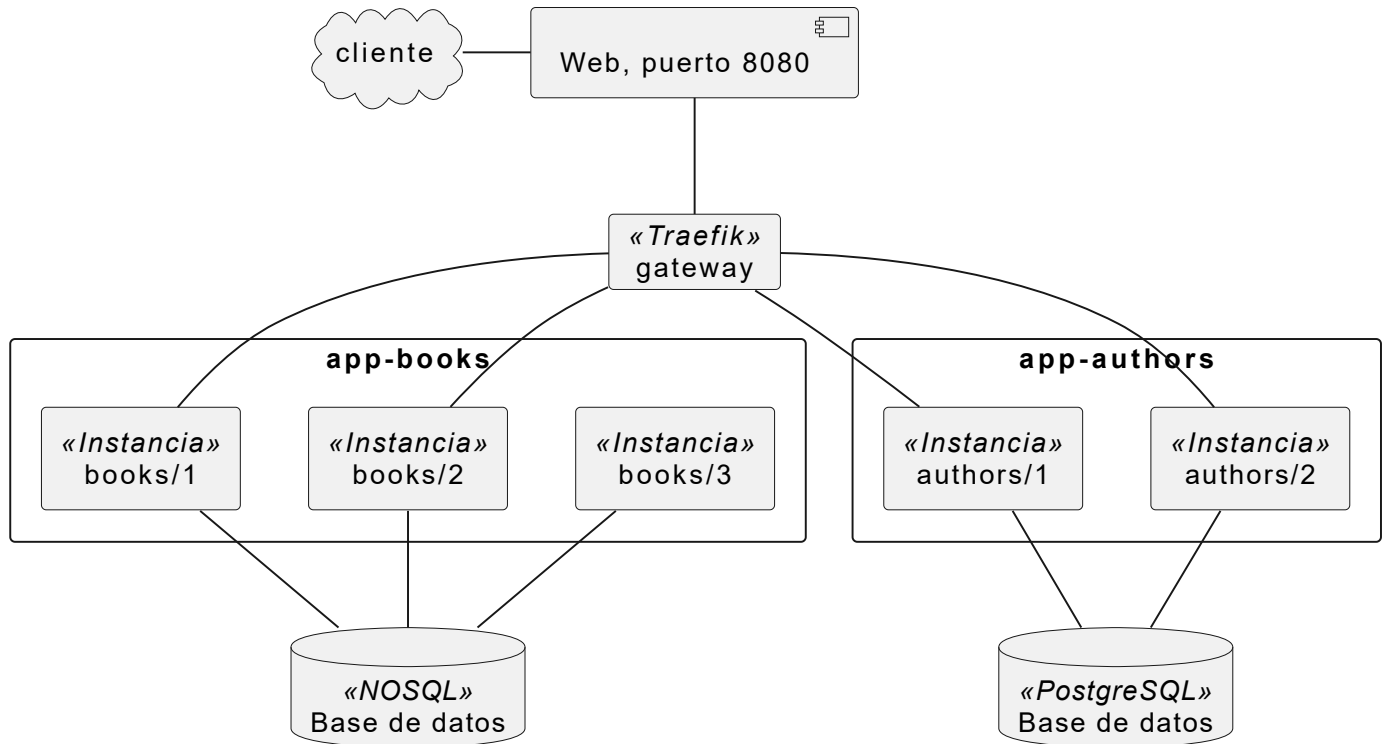 cliente
Web, puerto 8080
«Traefik»
gateway
app-books
app-authors
«Instancia»
books/1
«Instancia»
books/2
«Instancia»
books/3
«Instancia»
authors/1
«Instancia»
authors/2
«NOSQL»
Base de datos
«PostgreSQL»
Base de datos